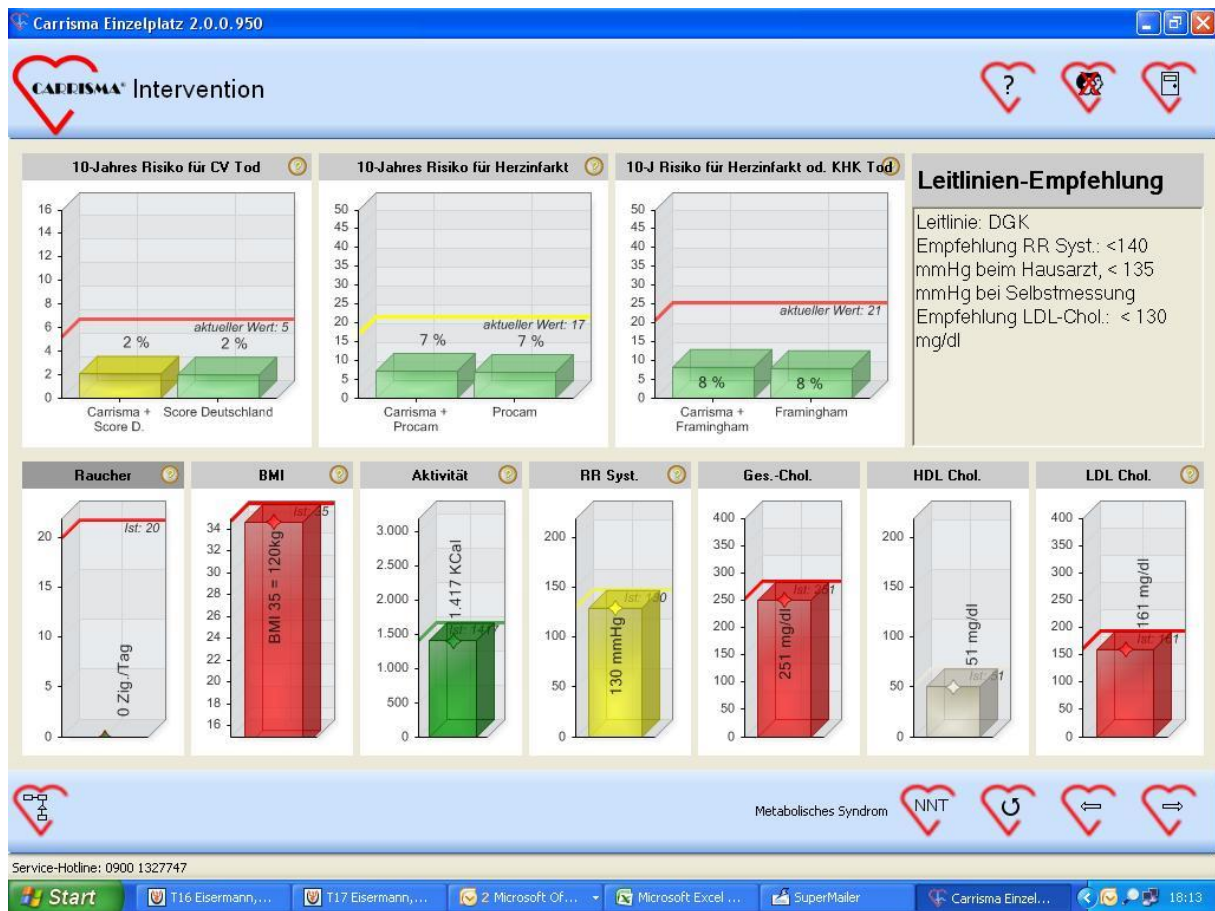 Carrisma Einzelplatz 2.0.0.950
CARRISMA® Intervention
?
10-Jahres Risiko für CV Tod
16
14
12
10
8
6
4
2
0
aktueller Wert: 5
2 %
2 %
Carrisma +
Score D.
Score Deutschland
10-Jahres Risiko für Herzinfarkt
50
45
40
35
30
25
20
15
10
5
0
aktueller Wert: 17
7 %
7 %
Carrisma +
Procam
Procam
10-J Risiko für Herzinfarkt od. KHK Tod
50
45
40
35
30
25
20
15
10
5
0
aktueller Wert: 21
8 %
8 %
Carrisma +
Framingham
Framingham
Leitlinien-Empfehlung
Leitlinie: DGK
Empfehlung RR Syst.: <140
mmHg beim Hausarzt, < 135
mmHg bei Selbstmessung
Empfehlung LDL-Chol.: < 130
mg/dl
Raucher
20
15
10
5
0
Ist: 20
0 Zig./Tag
BMI
34
32
30
28
26
24
22
20
18
16
Ist: 35
BMI 35 = 120kg
Aktivität
3.000
2.500
2.000
1.500
1.000
500
0
1.417 KCal
Ist: 1417
RR Syst.
200
150
100
50
0
Ist: 130
130 mmHg
Ges.-Chol.
400
350
300
250
200
150
100
50
0
Ist: 251
251 mg/dl
HDL Chol.
200
150
100
50
0
51 mg/dl
Ist: 51
LDL Chol.
400
350
300
250
200
150
100
50
0
161 mg/dl
Ist: 161
Metabolisches Syndrom
NNT
Service-Hotline: 0900 1327747
Start
T16 Eisermann,...
T17 Eisermann,...
2 Microsoft Of...
Microsoft Excel ...
SuperMailer
Carrisma Einzel...
18:13